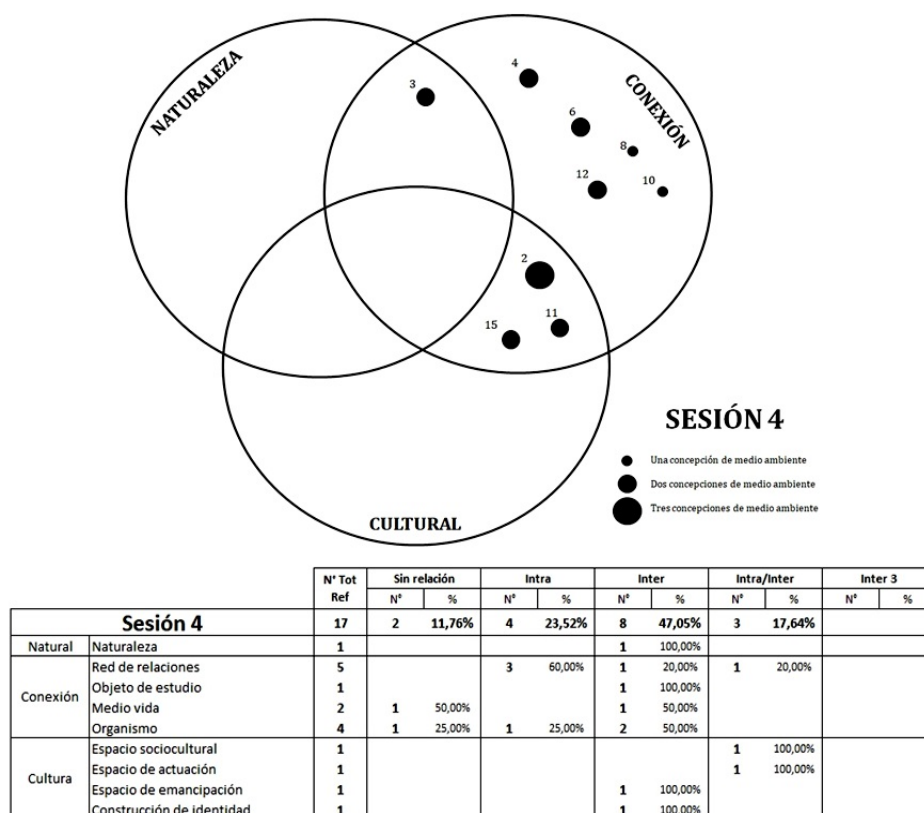 NATURALEZA
CONEXIÓN
3
4
6
8
12
10
2
15
11
CULTURAL
SESIÓN 4
Una concepción de medio ambiente
Dos concepciones de medio ambiente
Tres concepciones de medio ambiente
N° Tot Ref Sin relación Intra Inter Intra/Inter Inter 3
N° % N° % N° % N° % N° %
Sesión 4 17 2 11,76% 4 23,52% 8 47,05% 3 17,64%
Natural Naturaleza 1 1 100,00%
Conexión Red de relaciones 5 3 60,00% 1 20,00% 1 20,00%
Objeto de estudio 1 1 100,00%
Medio vida 2 1 50,00% 1 50,00%
Organismo 4 1 25,00% 1 25,00% 2 50,00%
Cultura Espacio sociocultural 1 1 100,00%
Espacio de actuación 1 1 100,00%
Espacio de emancipación 1 1 100,00%
Construcción de identidad 1 1 100,00%